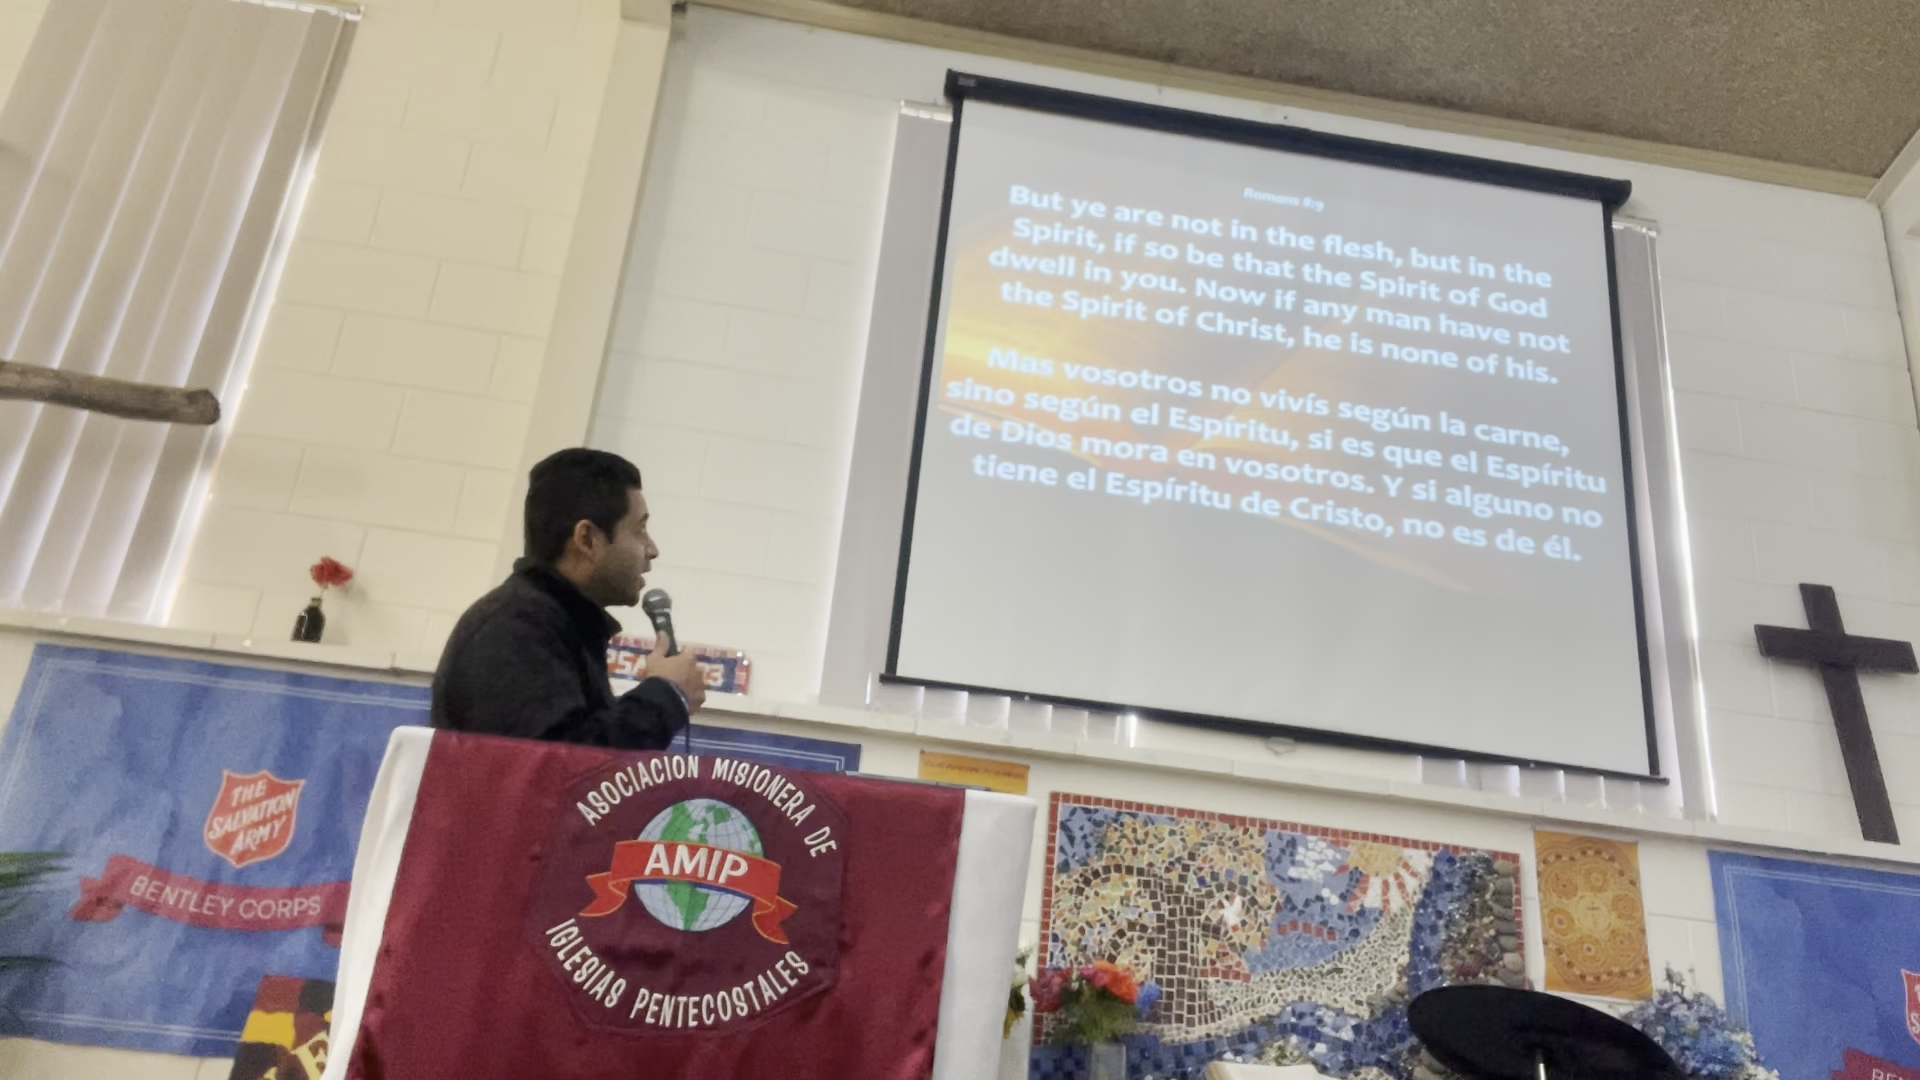 Romans 8:9
But ye are not in the flesh, but in the
Spirit, if so be that the Spirit of God
dwell in you. Now if any man have not
the Spirit of Christ, he is none of his.
Mas vosotros no vivís según la carne,
sino según el Espíritu, si es que el Espíritu
de Dios mora en vosotros. Y si alguno no
tiene el Espíritu de Cristo, no es de él.
THE
SALVATION
ARMY
BENTLEY CORPS
ASOCIACION MISIONERA DE
AMIP
IGLESIAS PENTECOSTALES